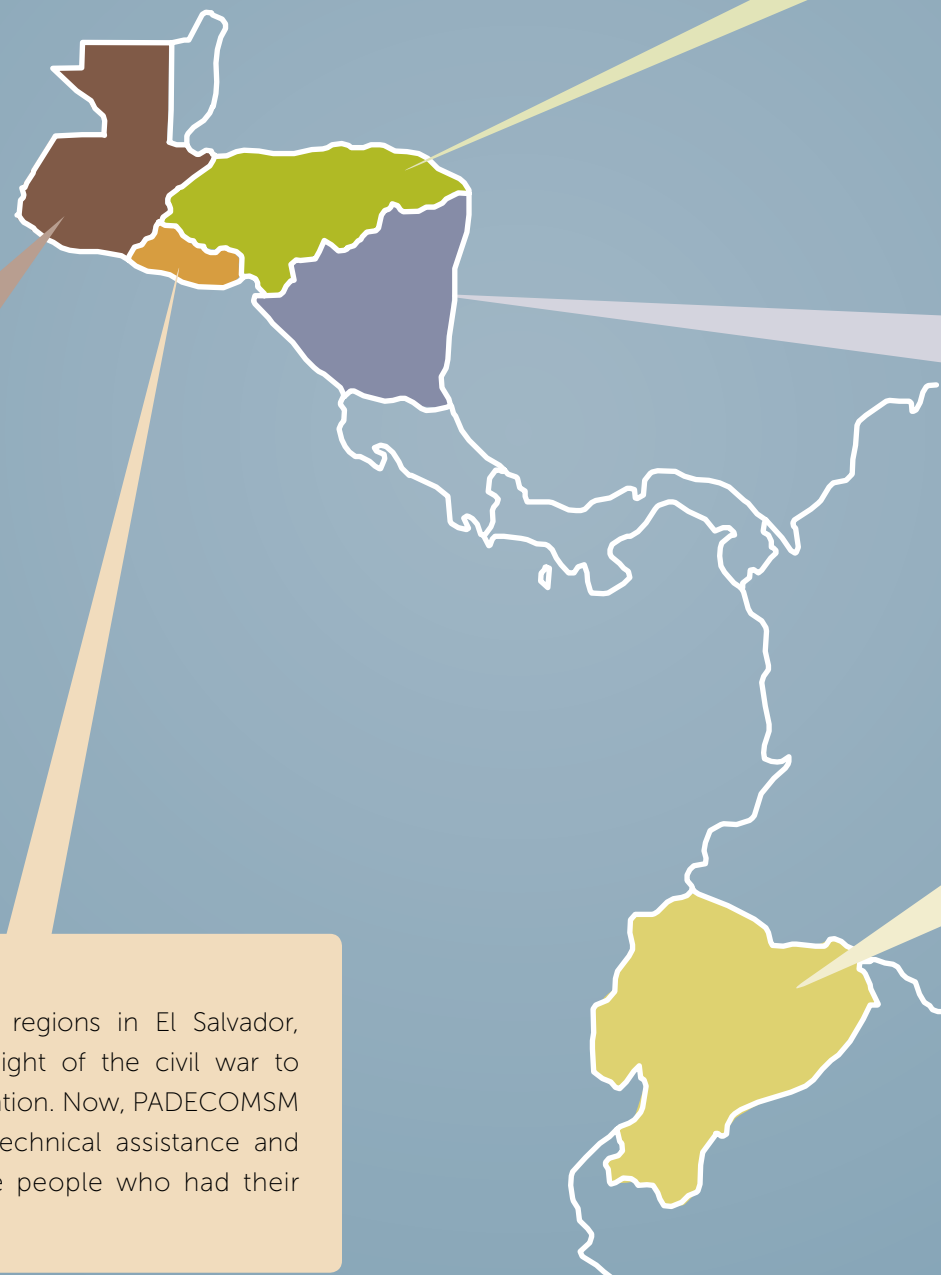 regions in El Salvador,
ight of the civil war to
tion. Now, PADECOMSM
echnical assistance and
people who had their